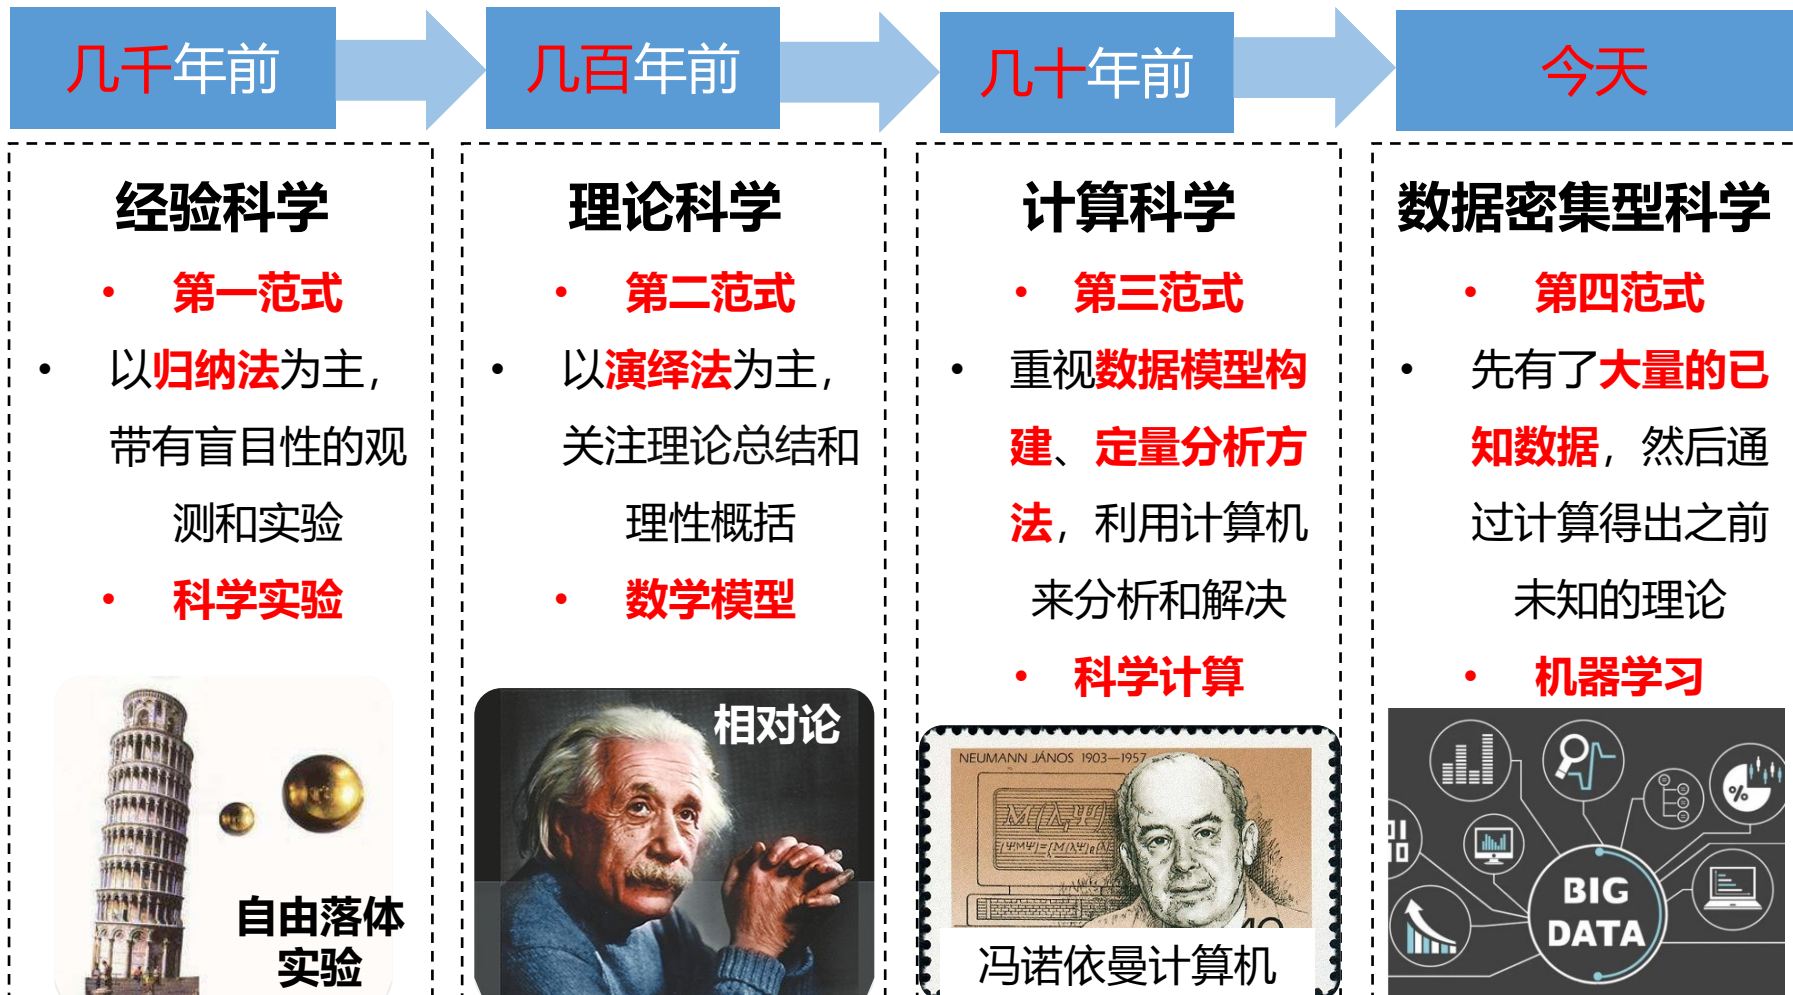 几千年前
几百年前
几十年前
今天
经验科学
• 第一范式
• 以归纳法为主，
带有盲目性的观
测和实验
• 科学实验
自由落体
实验
理论科学
• 第二范式
• 以演绎法为主，
关注理论总结和
理性概括
• 数学模型
相对论
计算科学
• 第三范式
• 重视数据模型构
建、定量分析方
法，利用计算机
来分析和解决
• 科学计算
NEUMANN JÁNOS 1903—1957
冯诺依曼计算机
数据密集型科学
• 第四范式
• 先有了大量的已
知数据，然后通
过计算得出之前
未知的理论
• 机器学习
%
BIG
DATA